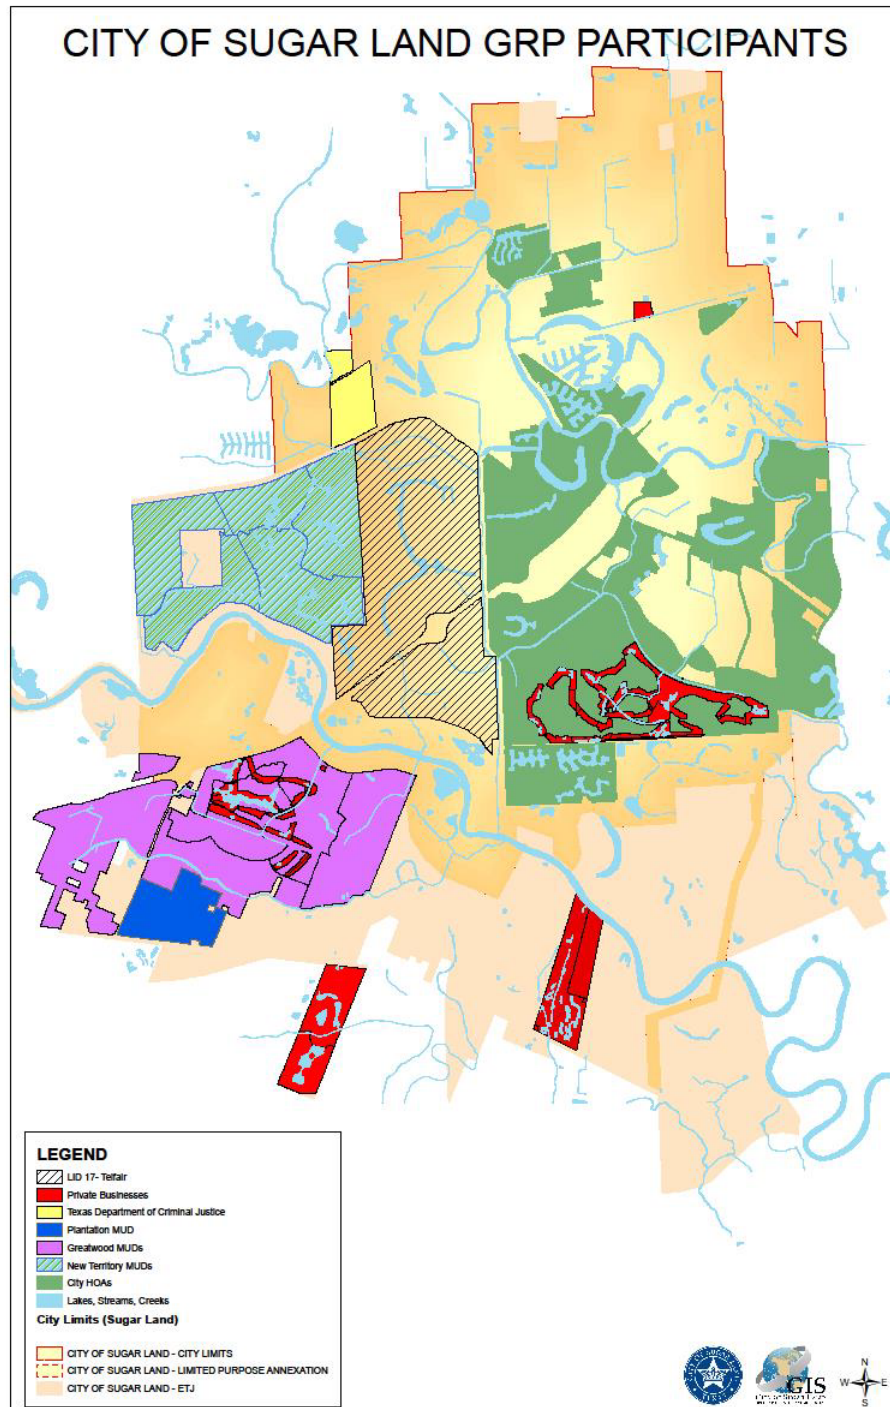 CITY OF SUGAR LAND GRP PARTICIPANTS
LEGEND
LID 17- Telfair
Private Businesses
Texas Department of Criminal Justice
Plantation MUD
Greatwood MUDs
New Territory MUDs
City HOAs
Lakes, Streams, Creeks
City Limits (Sugar Land)
CITY OF SUGAR LAND - CITY LIMITS
CITY OF SUGAR LAND - LIMITED PURPOSE ANNEXATION
CITY OF SUGAR LAND - ETJ
GIS
N
W E
S